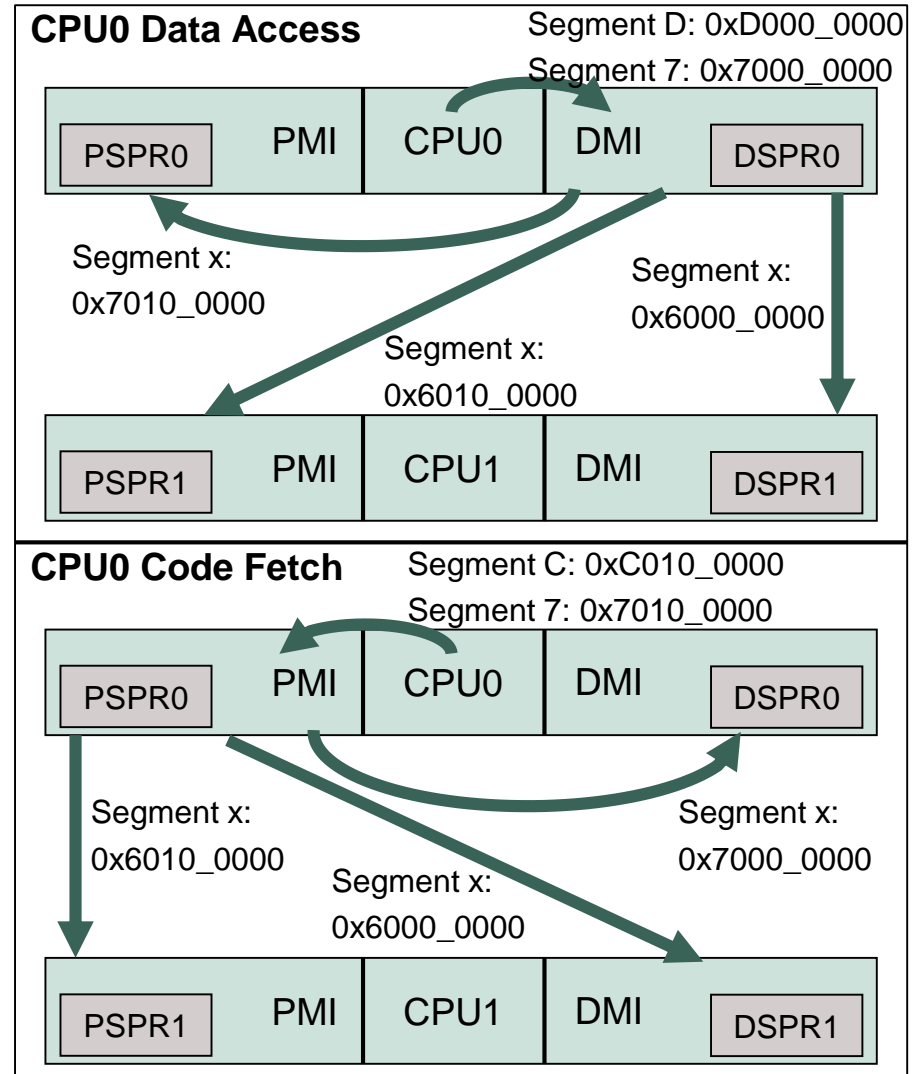 CPU0 Data Access
Segment D: 0xD000_0000
Segment 7: 0x7000_0000
PSPR0
PMI
CPU0
DMI
DSPR0
Segment x:
0x7010_0000
Segment x:
0x6000_0000
Segment x:
0x6010_0000
PSPR1
PMI
CPU1
DMI
DSPR1
CPU0 Code Fetch
Segment C: 0xC010_0000
Segment 7: 0x7010_0000
PSPR0
PMI
CPU0
DMI
DSPR0
Segment x:
0x6010_0000
Segment x:
0x7000_0000
Segment x:
0x6000_0000
PSPR1
PMI
CPU1
DMI
DSPR1